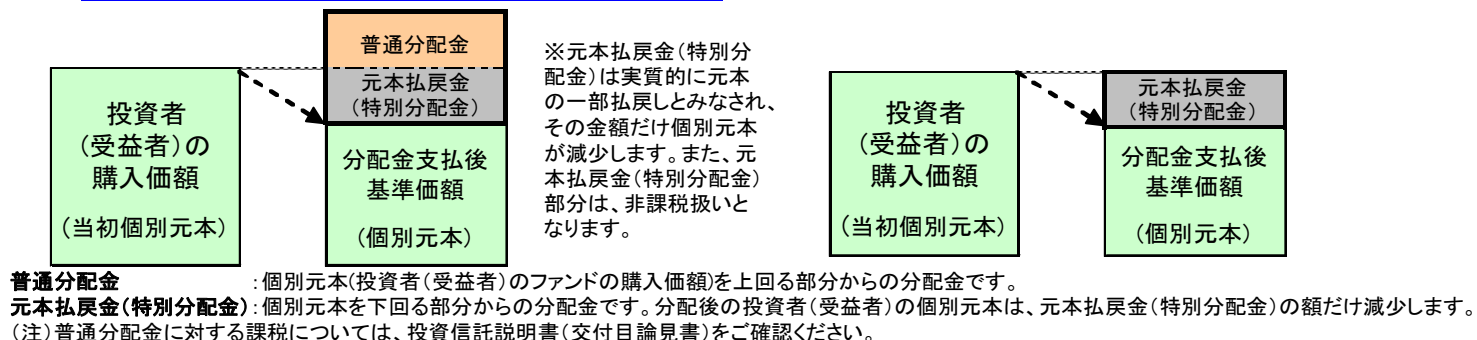 普通分配金
元本払戻金
(特別分配金)
投資者
(受益者)の
購入価額
(当初個別元本)
分配金支払後
基準価額
(個別元本)
※元本払戻金(特別分
配金)は実質的に元本
の一部払戻しとみなされ、
その金額だけ個別元本
が減少します。また、元
本払戻金(特別分配金)
部分は、非課税扱いと
なります。
投資者
(受益者)の
購入価額
(当初個別元本)
元本払戻金
(特別分配金)
分配金支払後
基準価額
(個別元本)
普通分配金 :個別元本(投資者(受益者)のファンドの購入価額)を上回る部分からの分配金です。
元本払戻金(特別分配金):個別元本を下回る部分からの分配金です。分配後の投資者(受益者)の個別元本は、元本払戻金(特別分配金)の額だけ減少します。
(注)普通分配金に対する課税については、投資信託説明書(交付目論見書)をご確認ください。